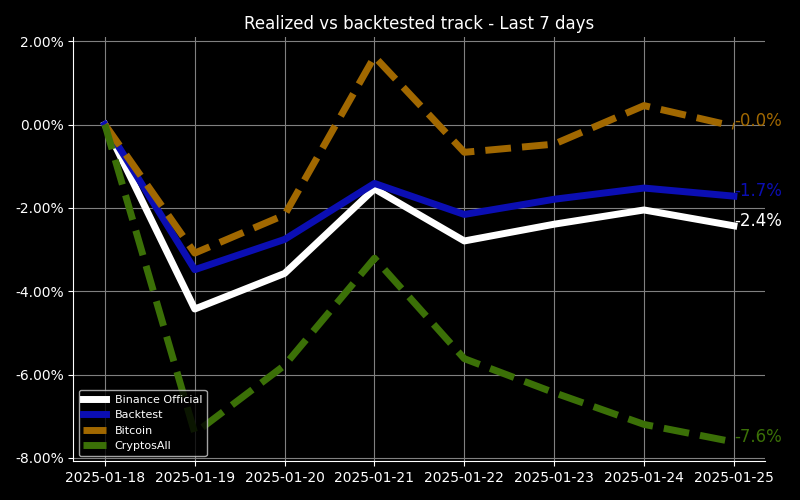 Realized vs backtested track - Last 7 days
2.00%
0.00%
-2.00%
-4.00%
-6.00%
-8.00%
-0.0%
-1.7%
-2.4%
-7.6%
Binance Official
Backtest
Bitcoin
CryptosAll
2025-01-18 2025-01-19 2025-01-20 2025-01-21 2025-01-22 2025-01-23 2025-01-24 2025-01-25